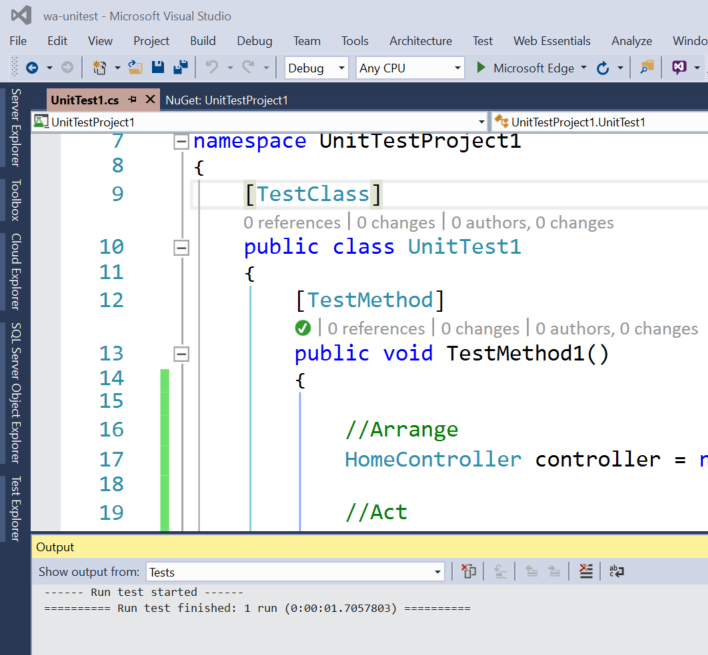 wa-unitest - Microsoft Visual Studio
File Edit View Project Build Debug Team Tools Architecture Test Web Essentials Analyze Windo
Debug Any CPU Microsoft Edge
UnitTest1.cs NuGet: UnitTestProject1
UnitTestProject1 UnitTestProject1.UnitTest1
Server Explorer
Toolbox
Cloud Explorer
SQL Server Object Explorer
Test Explorer
7 namespace UnitTestProject1
8 {
9 [TestClass]
0 references | 0 changes | 0 authors, 0 changes
10 public class UnitTest1
11 {
12 [TestMethod]
| 0 references | 0 changes | 0 authors, 0 changes
13 public void TestMethod1()
14 {
15
16 //Arrange
17 HomeController controller = n
18
19 //Act
Output
Show output from: Tests
------ Run test started ------
========== Run test finished: 1 run (0:00:01.7057803) ==========